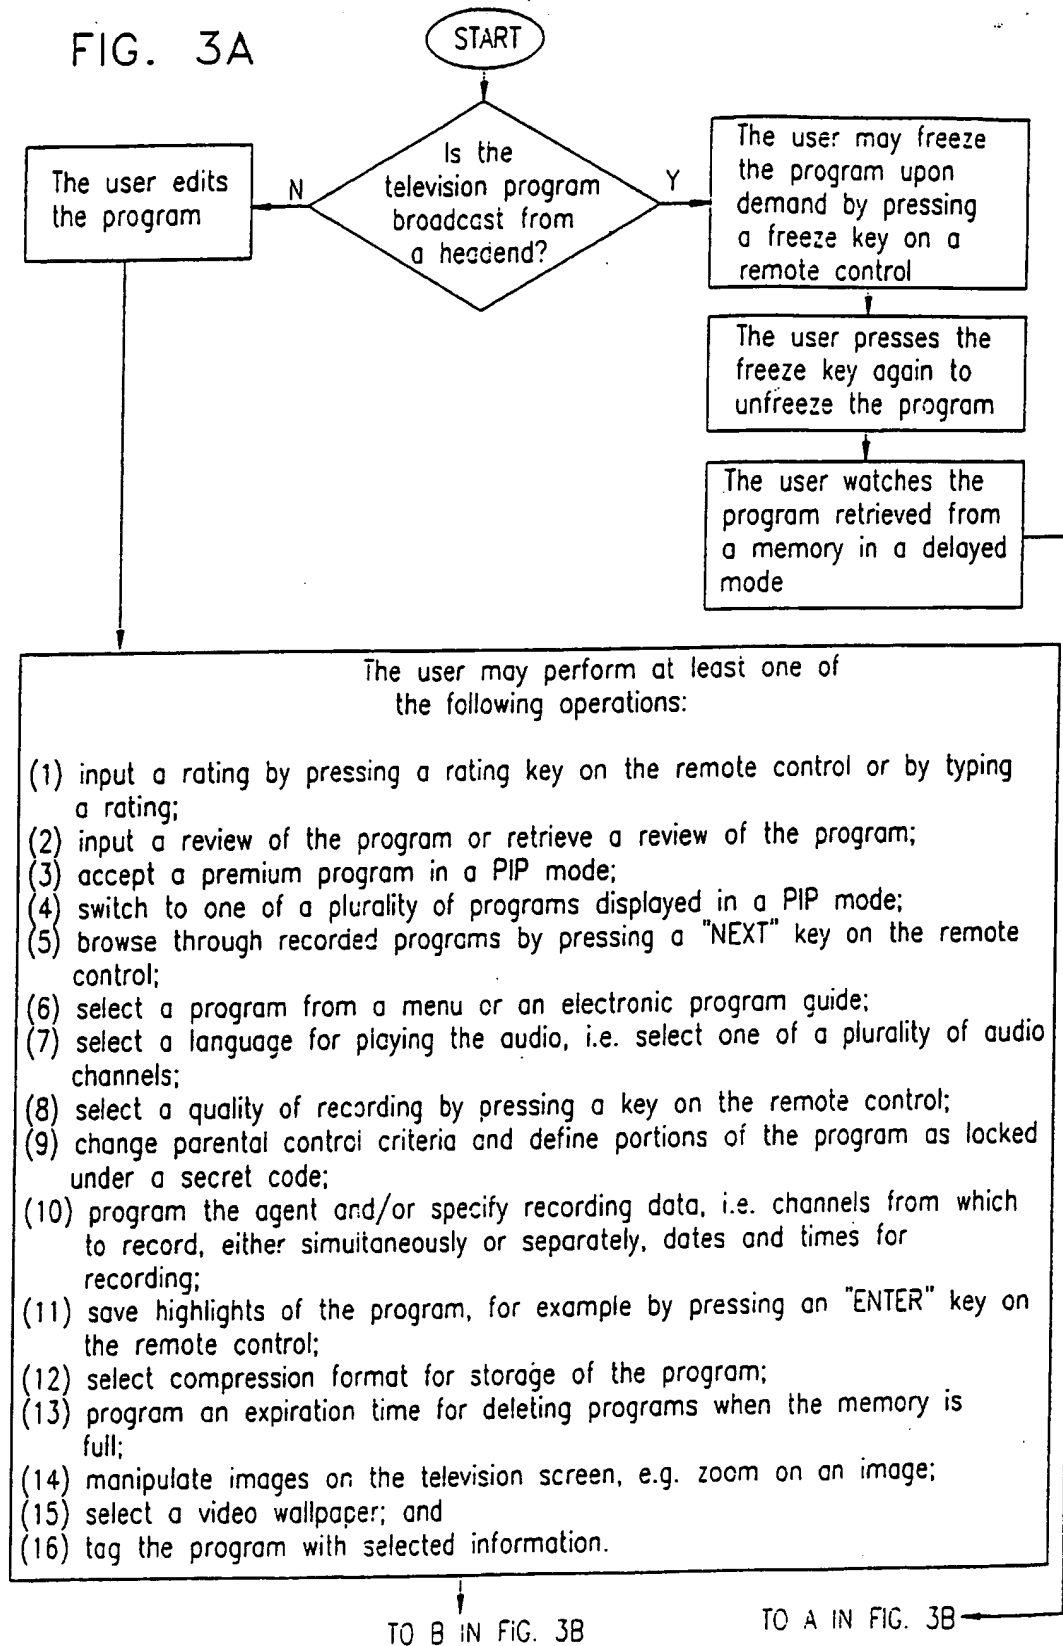 FIG. 3A
START
Is the
television program
broadcast from
a headend?
N
Y
The user edits
the program
The user may freeze
the program upon
demand by pressing
a freeze key on a
remote control
The user presses the
freeze key again to
unfreeze the program
The user watches the
program retrieved from
a memory in a delayed
mode
The user may perform at least one of
the following operations:
(1) input a rating by pressing a rating key on the remote control or by typing
a rating;
(2) input a review of the program or retrieve a review of the program;
(3) accept a premium program in a PIP mode;
(4) switch to one of a plurality of programs displayed in a PIP mode;
(5) browse through recorded programs by pressing a "NEXT" key on the remote
control;
(6) select a program from a menu or an electronic program guide;
(7) select a language for playing the audio, i.e. select one of a plurality of audio
channels;
(8) select a quality of recording by pressing a key on the remote control;
(9) change parental control criteria and define portions of the program as locked
under a secret code;
(10) program the agent and/or specify recording data, i.e. channels from which
to record, either simultaneously or separately, dates and times for
recording;
(11) save highlights of the program, for example by pressing an "ENTER" key on
the remote control;
(12) select compression format for storage of the program;
(13) program an expiration time for deleting programs when the memory is
full;
(14) manipulate images on the television screen, e.g. zoom on an image;
(15) select a video wallpaper; and
(16) tag the program with selected information.
TO B IN FIG. 3B
TO A IN FIG. 3B